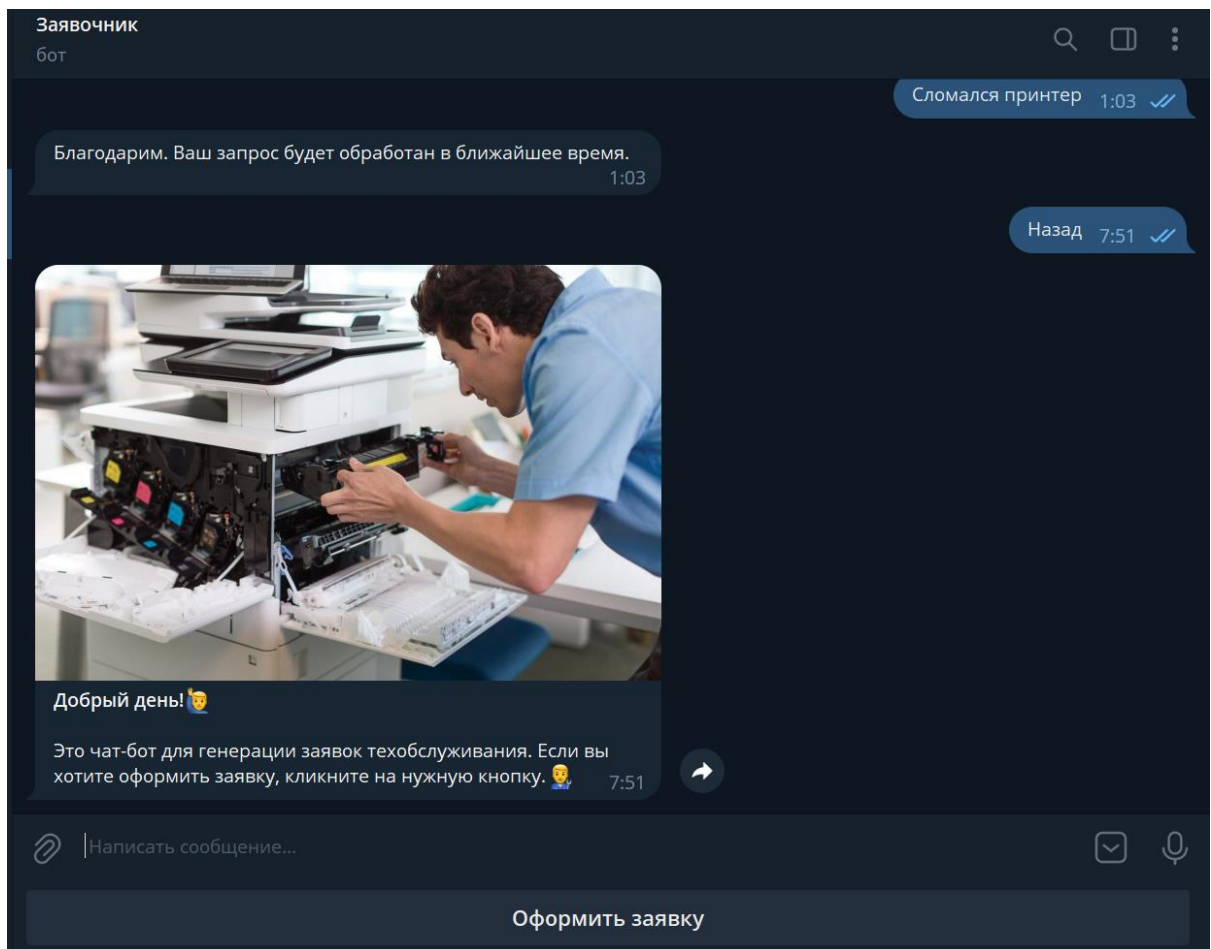 Заявочник
бот
Сломался принтер 1:03
Благодарим. Ваш запрос будет обработан в ближайшее время.
1:03
Назад 7:51
Добрый день!🙋‍♂️
Это чат-бот для генерации заявок техобслуживания. Если вы
хотите оформить заявку, кликните на нужную кнопку. 👨‍🔧 7:51
Написать сообщение...
Оформить заявку